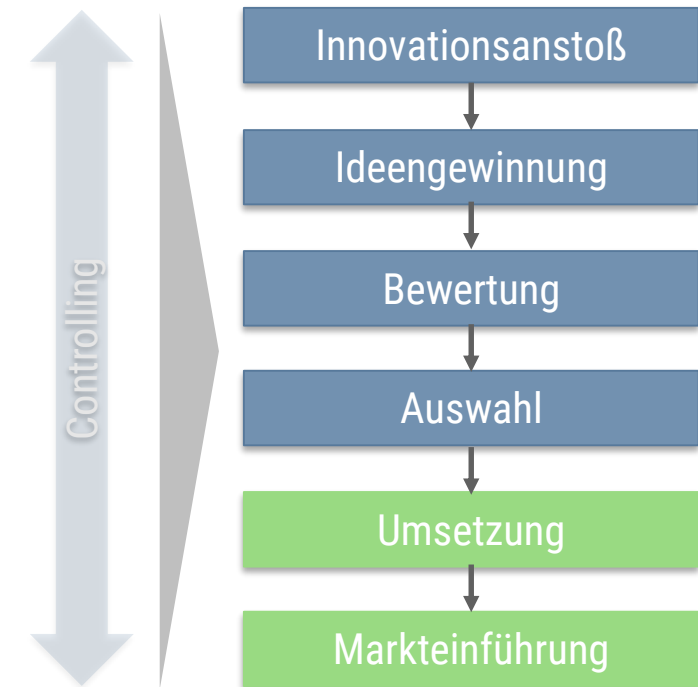 Controlling
Innovationsanstoß
Ideengewinnung
Bewertung
Auswahl
Umsetzung
Markteinführung